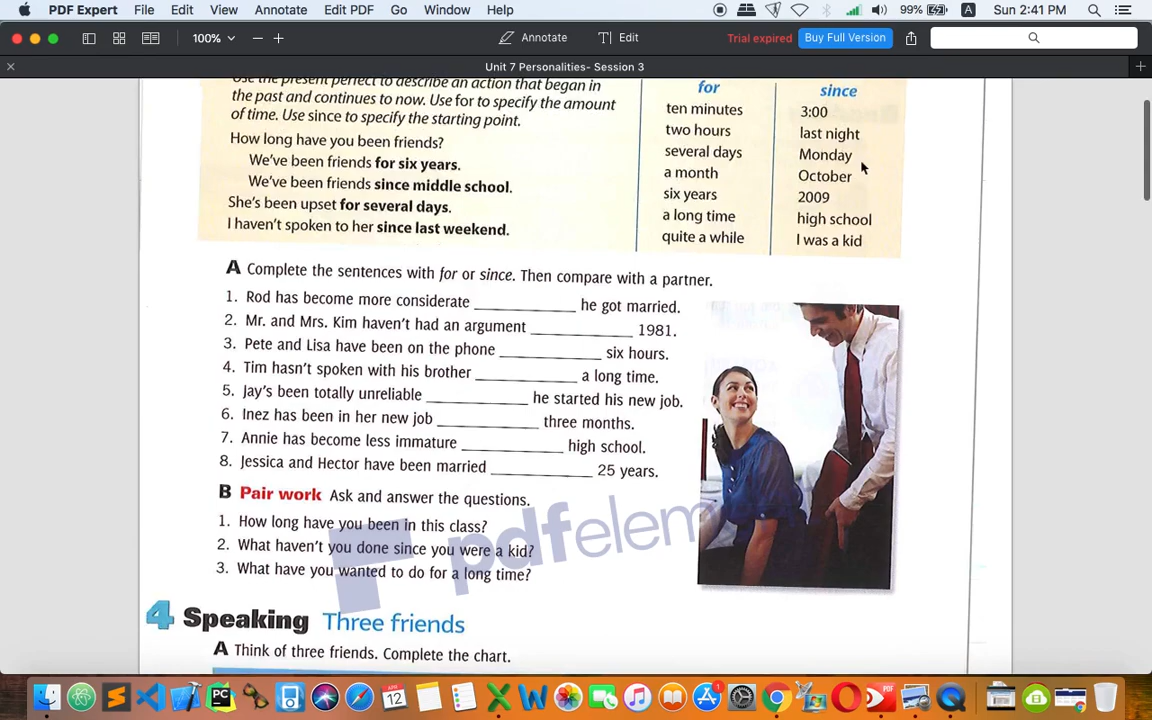 PDF Expert File Edit View Annotate Edit PDF Go Window Help 99% A Sun 2:41 PM
100% Annotate Edit Trial expired Buy Full Version
Unit 7 Personalities- Session 3
Use the present perfect to describe an action that began in
the past and continues to now. Use for to specify the amount
of time. Use since to specify the starting point.
How long have you been friends?
We've been friends for six years.
We've been friends since middle school.
She's been upset for several days.
I haven't spoken to her since last weekend.
for
ten minutes
two hours
several days
a month
six years
a long time
quite a while
since
3:00
last night
Monday
October
2009
high school
I was a kid
A Complete the sentences with for or since. Then compare with a partner.
1. Rod has become more considerate __________ he got married.
2. Mr. and Mrs. Kim haven't had an argument __________ 1981.
3. Pete and Lisa have been on the phone __________ six hours.
4. Tim hasn't spoken with his brother __________ a long time.
5. Jay's been totally unreliable __________ he started his new job.
6. Inez has been in her new job __________ three months.
7. Annie has become less immature __________ high school.
8. Jessica and Hector have been married __________ 25 years.
B Pair work Ask and answer the questions.
1. How long have you been in this class?
2. What haven't you done since you were a kid?
3. What have you wanted to do for a long time?
pdfelem
4 Speaking Three friends
A Think of three friends. Complete the chart.
APR
12
PC
X
W